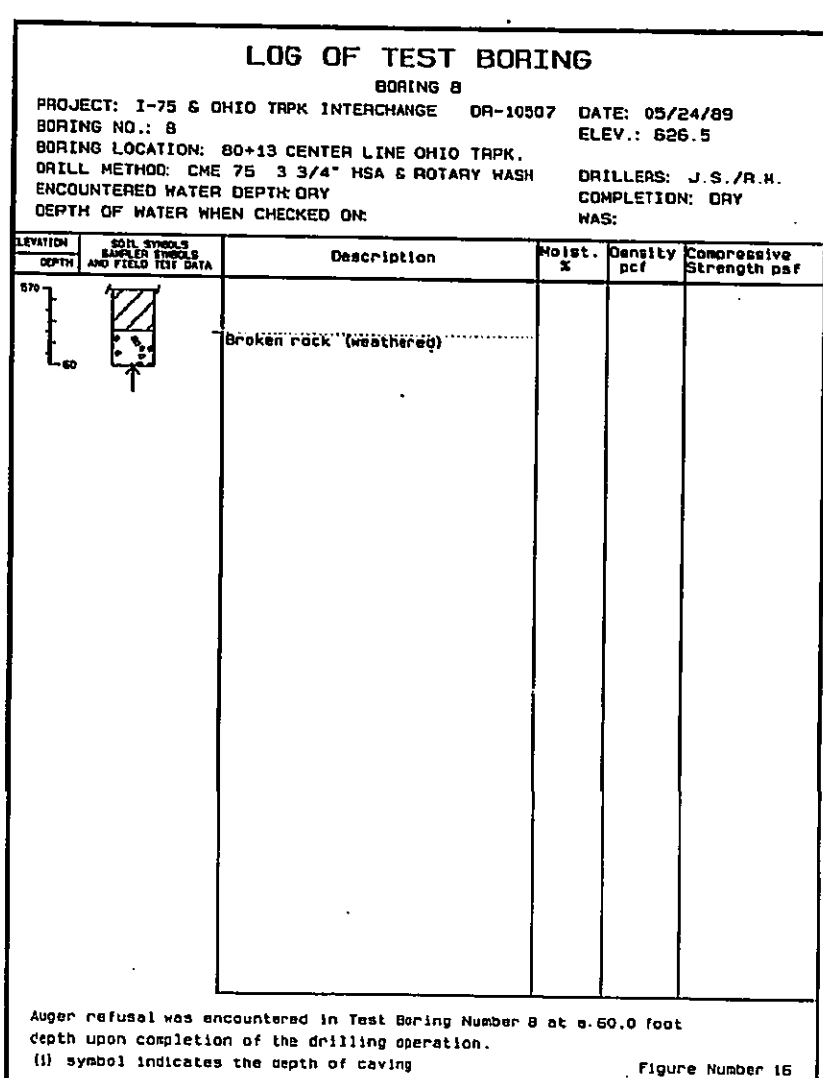 LOG OF TEST BORING
BORING 8
PROJECT: I-75 & OHIO TRPK INTERCHANGE DR-10507 DATE: 05/24/89
BORING NO.: 8 ELEV.: 626.5
BORING LOCATION: 80+13 CENTER LINE OHIO TRPK.
DRILL METHOD: CME 75 3 3/4" HSA & ROTARY WASH DRILLERS: J.S./R.H.
ENCOUNTERED WATER DEPTH: DRY COMPLETION: DRY
DEPTH OF WATER WHEN CHECKED ON: WAS:
ELEVATION DEPTH
SOIL SYMBOLS
SAMPLER SYMBOLS
AND FIELD TEST DATA
Description
Moist. %
Density pcf
Compressive Strength psf
570
Broken rock (weathered)
60
Auger refusal was encountered in Test Boring Number 8 at a 60.0 foot
depth upon completion of the drilling operation.
(i) symbol indicates the depth of caving Figure Number 16